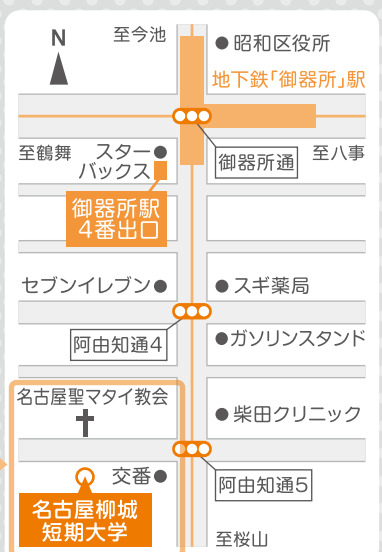 N
至今池
昭和区役所
地下鉄「御器所」駅
至鶴舞
スター
バックス
御器所通
至八事
御器所駅
4番出口
セブンイレブン
スギ薬局
阿由知通4
ガソリンスタンド
名古屋聖マタイ教会
柴田クリニック
交番
阿由知通5
名古屋柳城
短期大学
至桜山